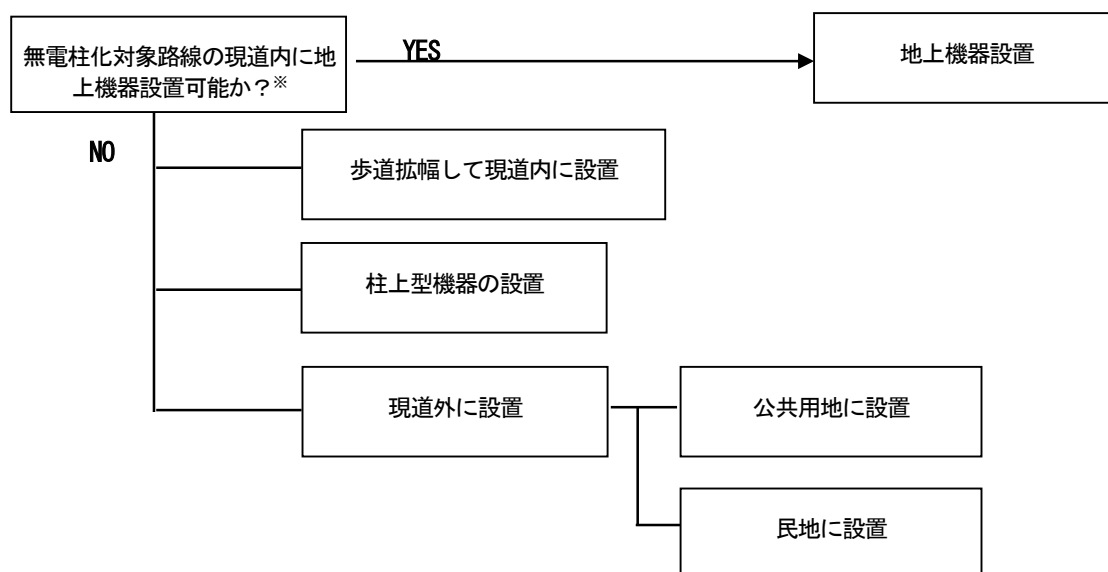 無電柱化対象路線の現道内に地
上機器設置可能か？※
YES
地上機器設置
NO
歩道拡幅して現道内に設置
柱上型機器の設置
現道外に設置
公共用地に設置
民地に設置